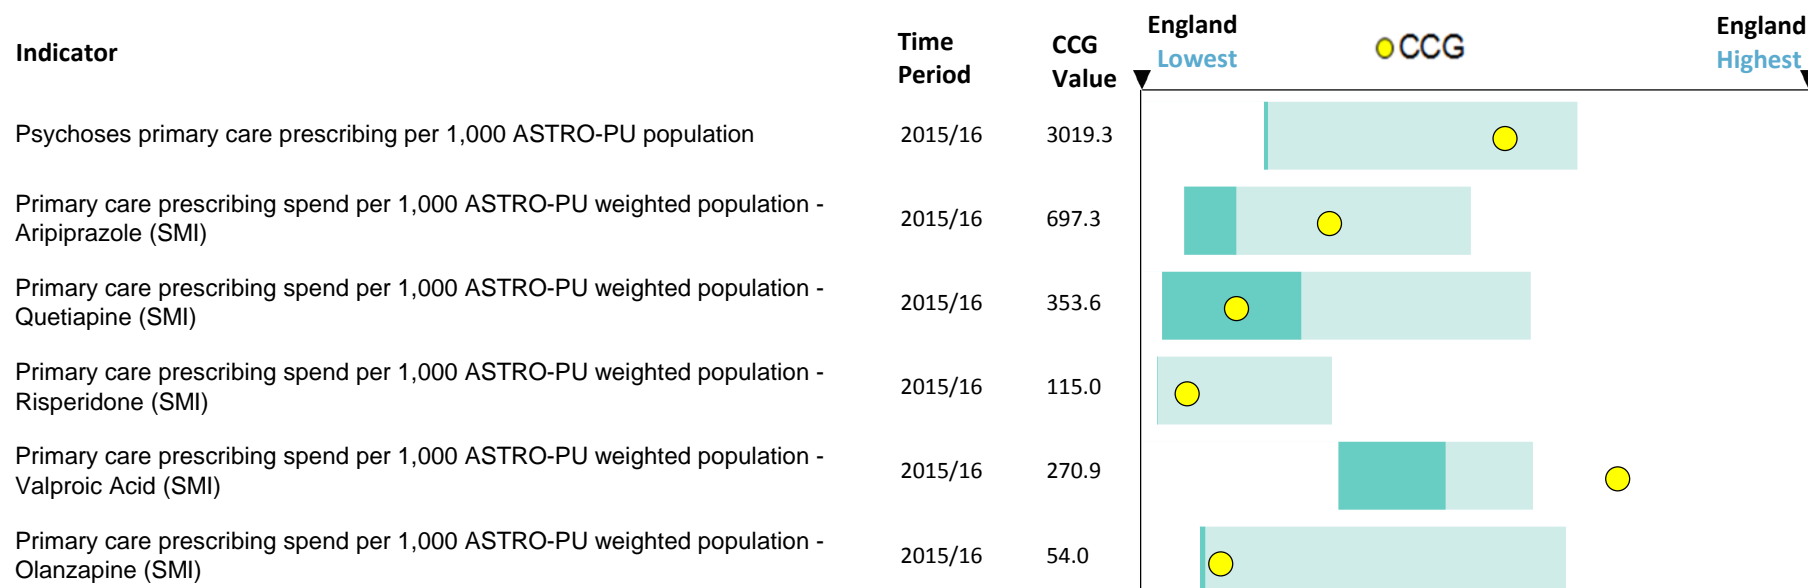 Indicator
Time
Period
CCG
Value
England
Lowest
CCG
England
Highest
Psychoses primary care prescribing per 1,000 ASTRO-PU population
2015/16
3019.3
Primary care prescribing spend per 1,000 ASTRO-PU weighted population -
Aripiprazole (SMI)
2015/16
697.3
Primary care prescribing spend per 1,000 ASTRO-PU weighted population -
Quetiapine (SMI)
2015/16
353.6
Primary care prescribing spend per 1,000 ASTRO-PU weighted population -
Risperidone (SMI)
2015/16
115.0
Primary care prescribing spend per 1,000 ASTRO-PU weighted population -
Valproic Acid (SMI)
2015/16
270.9
Primary care prescribing spend per 1,000 ASTRO-PU weighted population -
Olanzapine (SMI)
2015/16
54.0